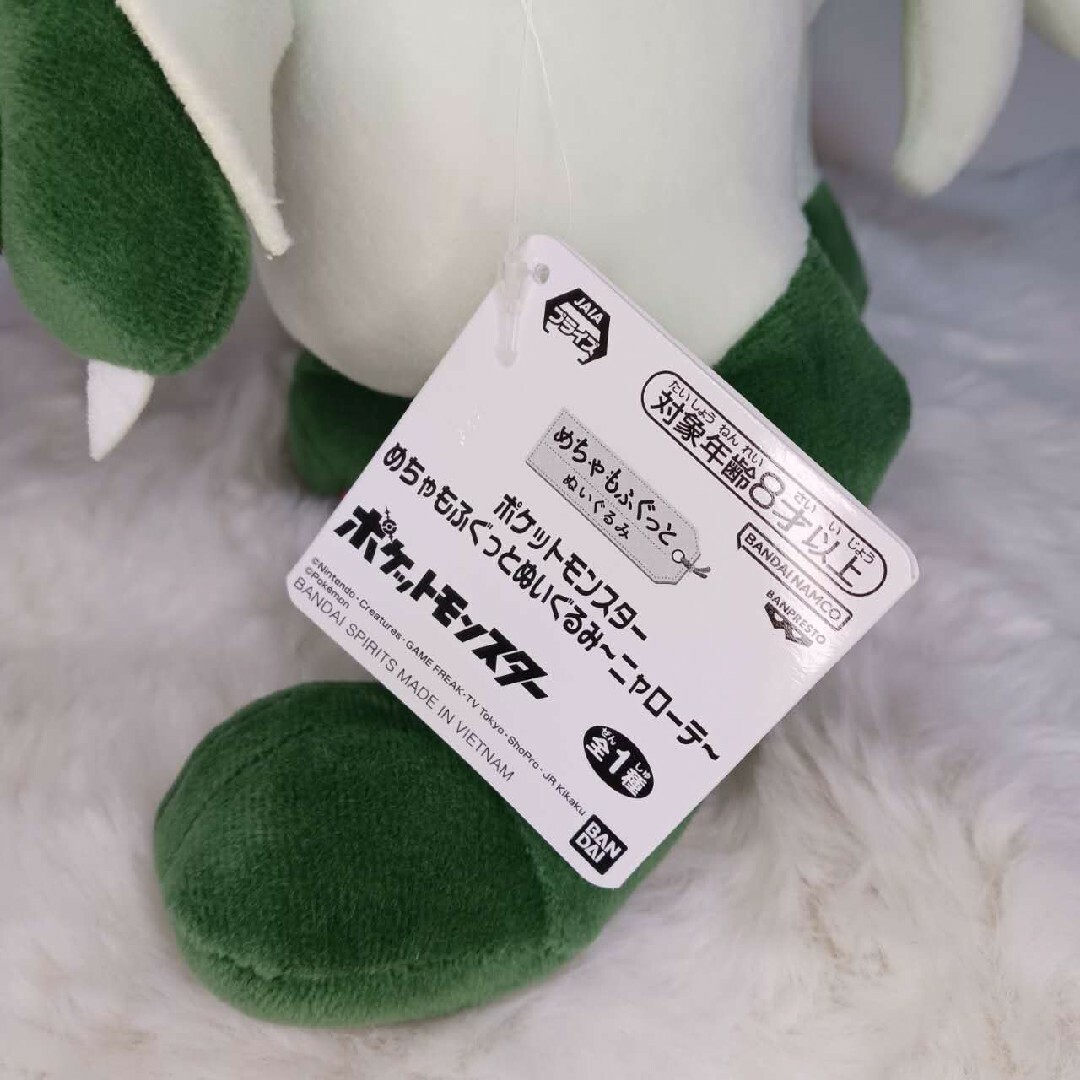 JAIA
プライズ
たいしょうねんれい さいいじょう
対象年齢8才以上
めちゃもふぐっと
ぬいぐるみ
BANDAI NAMCO
BANPRESTO
ポケットモンスター
めちゃもふぐっとぬいぐるみ~ニャローテ~
ポケットモンスター
ぜん しゅ
全1種
©Nintendo・Creatures・GAME FREAK・TV Tokyo・ShoPro・JR Kikaku
©Pokémon
BANDAI SPIRITS MADE IN VIETNAM
BAN
DAI